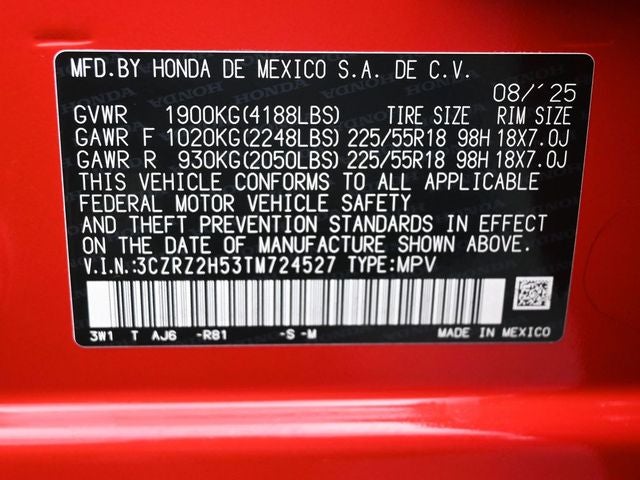 MFD.BY HONDA DE MEXICO S.A. DE C.V.
08/´25
GVWR 1900KG(4188LBS) TIRE SIZE RIM SIZE
GAWR F 1020KG(2248LBS) 225/55R18 98H 18X7.0J
GAWR R 930KG(2050LBS) 225/55R18 98H 18X7.0J
THIS VEHICLE CONFORMS TO ALL APPLICABLE
FEDERAL MOTOR VEHICLE SAFETY
AND THEFT PREVENTION STANDARDS IN EFFECT
ON THE DATE OF MANUFACTURE SHOWN ABOVE.
V.I.N.:3CZRZ2H53TM724527 TYPE:MPV
3W1 T AJ6 -R81 -S -M MADE IN MEXICO